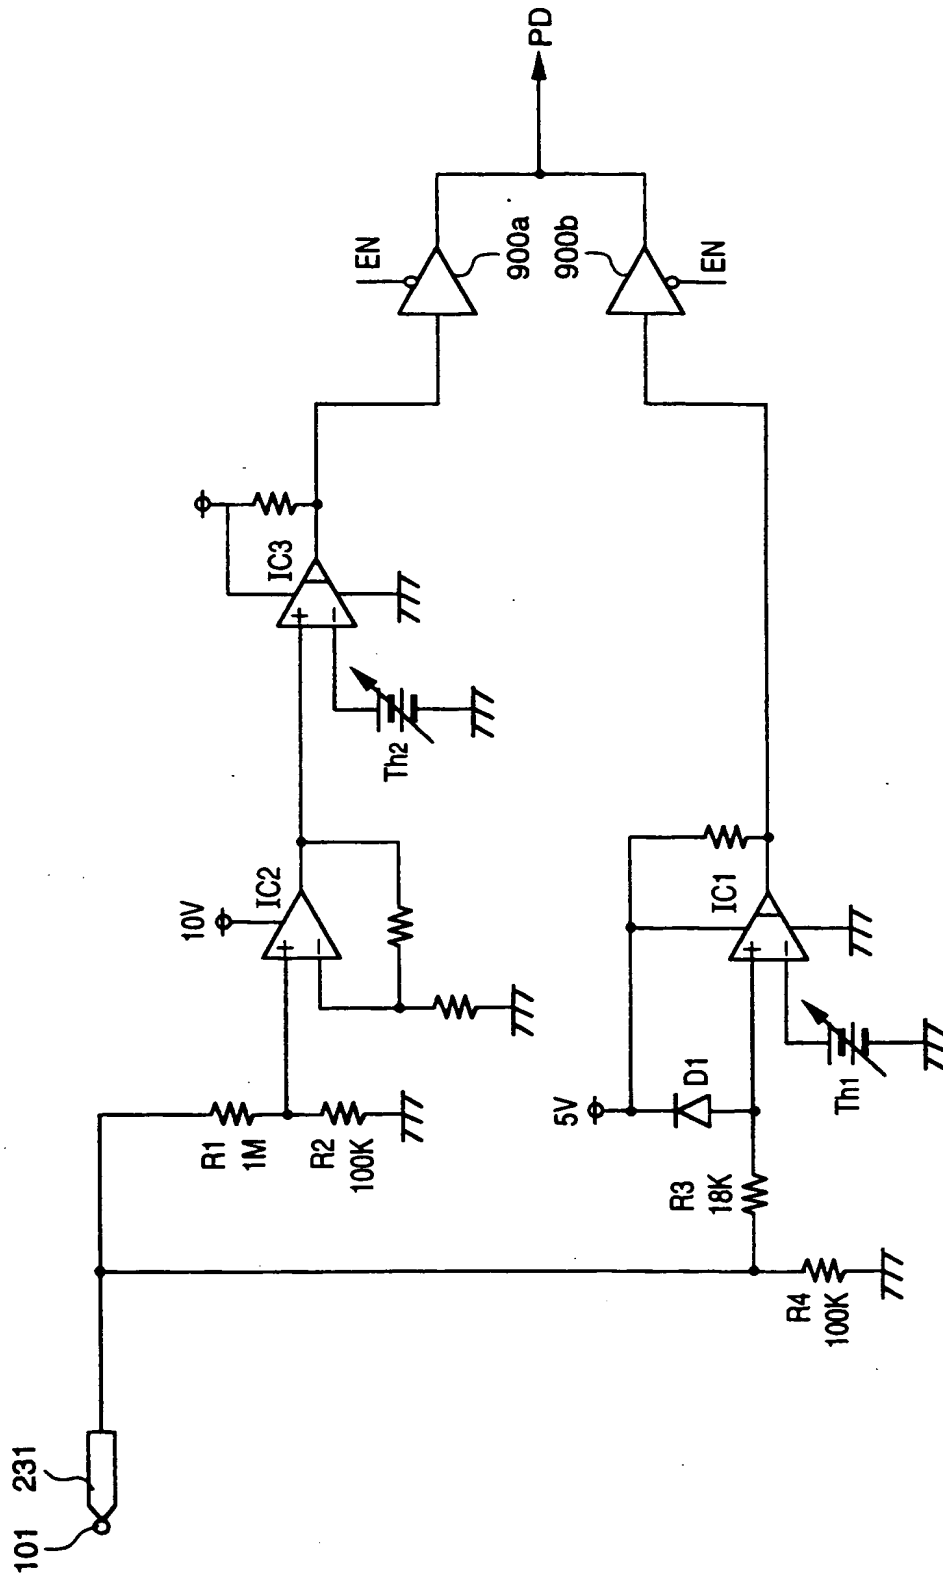 101
231
R1
1M
R2
100K
10V
IC2
+
−
Th2
IC3
+
−
EN
900a
900b
EN
PD
R3
18K
R4
100K
5V
D1
Th1
IC1
+
−